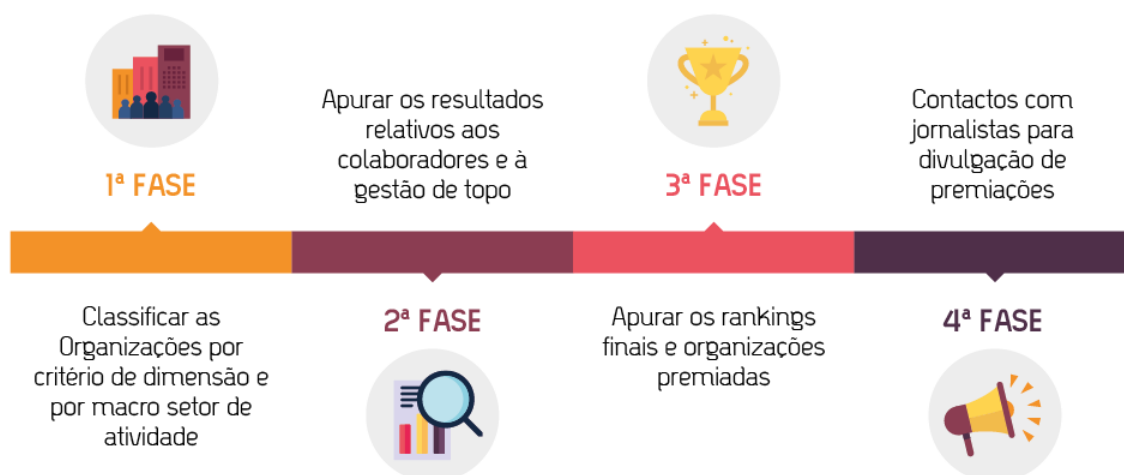 1ª FASE
Classificar as
Organizações por
critério de dimensão e
por macro setor de
atividade
Apurar os resultados
relativos aos
colaboradores e à
gestão de topo
2ª FASE
3ª FASE
Apurar os rankings
finais e organizações
premiadas
Contactos com
jornalistas para
divulgação de
premiações
4ª FASE